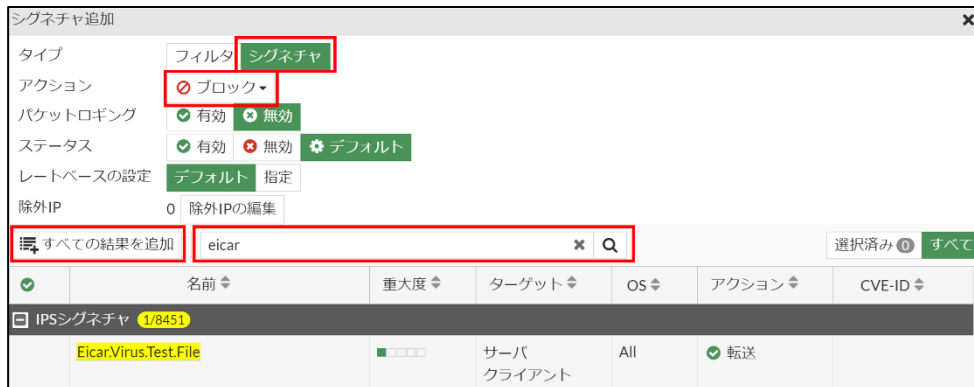 シグネチャ追加
タイプ フィルタ シグネチャ
アクション ブロック
パケットロギング 有効 無効
ステータス 有効 無効 デフォルト
レートベースの設定 デフォルト 指定
除外IP 0 除外IPの編集
すべての結果を追加 eicar 選択済み 0 すべて
名前 重大度 ターゲット OS アクション CVE-ID
IPSシグネチャ 1/8451
Eicar.Virus.Test.File サーバ All 転送
クライアント